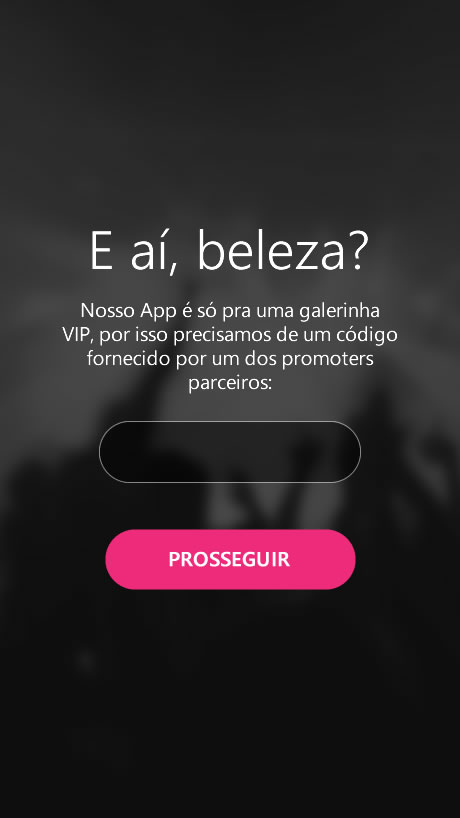 E aí, beleza?
Nosso App é só pra uma galerinha
VIP, por isso precisamos de um código
fornecido por um dos promoters
parceiros:
PROSSEGUIR